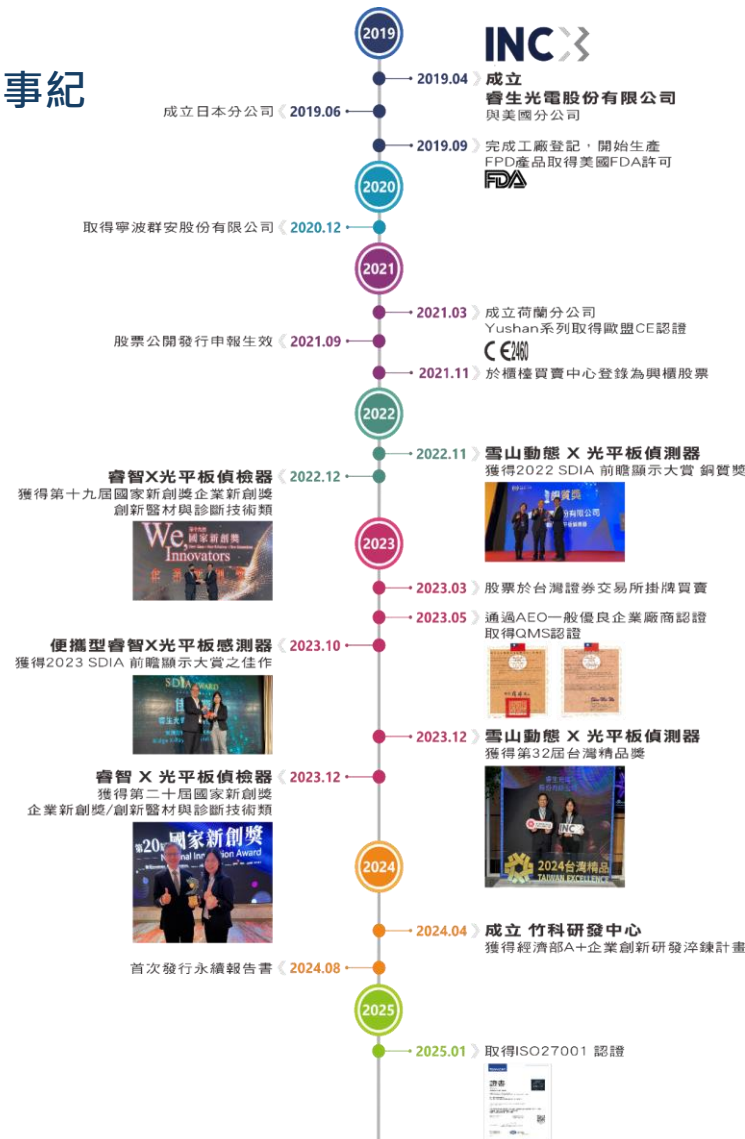 事紀
2019
INCX
2019.04 成立
睿生光電股份有限公司
與美國分公司
成立日本分公司 2019.06
2019.09 完成工廠登記，開始生產
FPD產品取得美國FDA許可
FDA
2020
取得寧波群安股份有限公司 2020.12
2021
2021.03 成立荷蘭分公司
Yushan系列取得歐盟CE認證
CE2460
股票公開發行申報生效 2021.09
2021.11 於櫃檯買賣中心登錄為興櫃股票
2022
2022.11 雪山動態 X 光平板偵測器
獲得2022 SDIA 前瞻顯示大賞 銅質獎
睿智X光平板偵檢器 2022.12
獲得第十九屆國家新創獎企業新創獎
創新醫材與診斷技術類
We,
國家新創獎
Innovators
2023
2023.03 股票於台灣證券交易所掛牌買賣
2023.05 通過AEO一般優良企業廠商認證
取得QMS認證
便攜型睿智X光平板感測器 2023.10
獲得2023 SDIA 前瞻顯示大賞之佳作
SDIA AWARD
2023.12 雪山動態 X 光平板偵測器
獲得第32屆台灣精品獎
睿智 X 光平板偵檢器 2023.12
獲得第二十屆國家新創獎
企業新創獎/創新醫材與診斷技術類
第20屆國家新創獎
National Innovation Award
INCX
2024台灣精品
TAIWAN EXCELLENCE
2024
2024.04 成立 竹科研發中心
獲得經濟部A+企業創新研發淬鍊計畫
首次發行永續報告書 2024.08
2025
2025.01 取得ISO27001 認證
證書